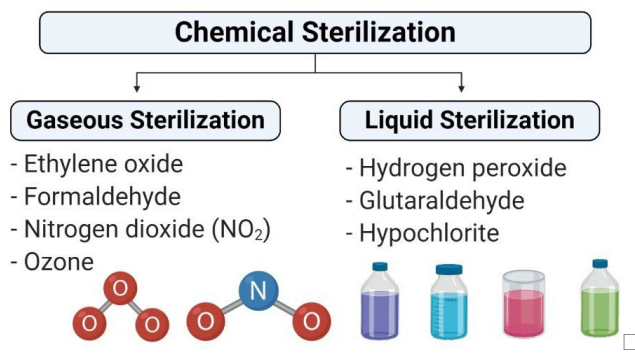 Chemical Sterilization
Gaseous Sterilization
- Ethylene oxide
- Formaldehyde
- Nitrogen dioxide (NO₂)
- Ozone
Liquid Sterilization
- Hydrogen peroxide
- Glutaraldehyde
- Hypochlorite
O
O
O
O
N
O